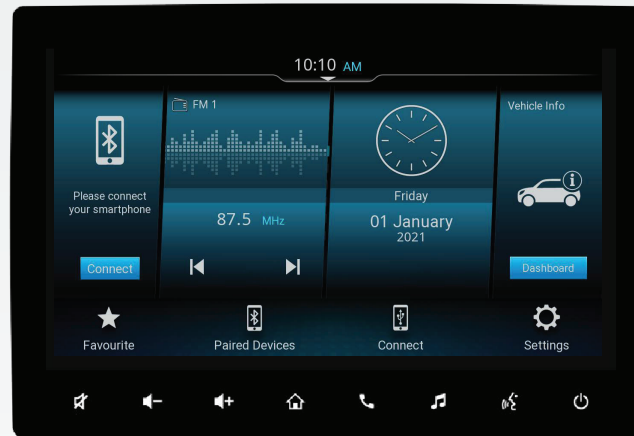 10:10 AM
FM 1
Vehicle Info
Please connect
your smartphone
Friday
87.5 MHz
01 January
2021
Connect
Dashboard
Favourite
Paired Devices
Connect
Settings